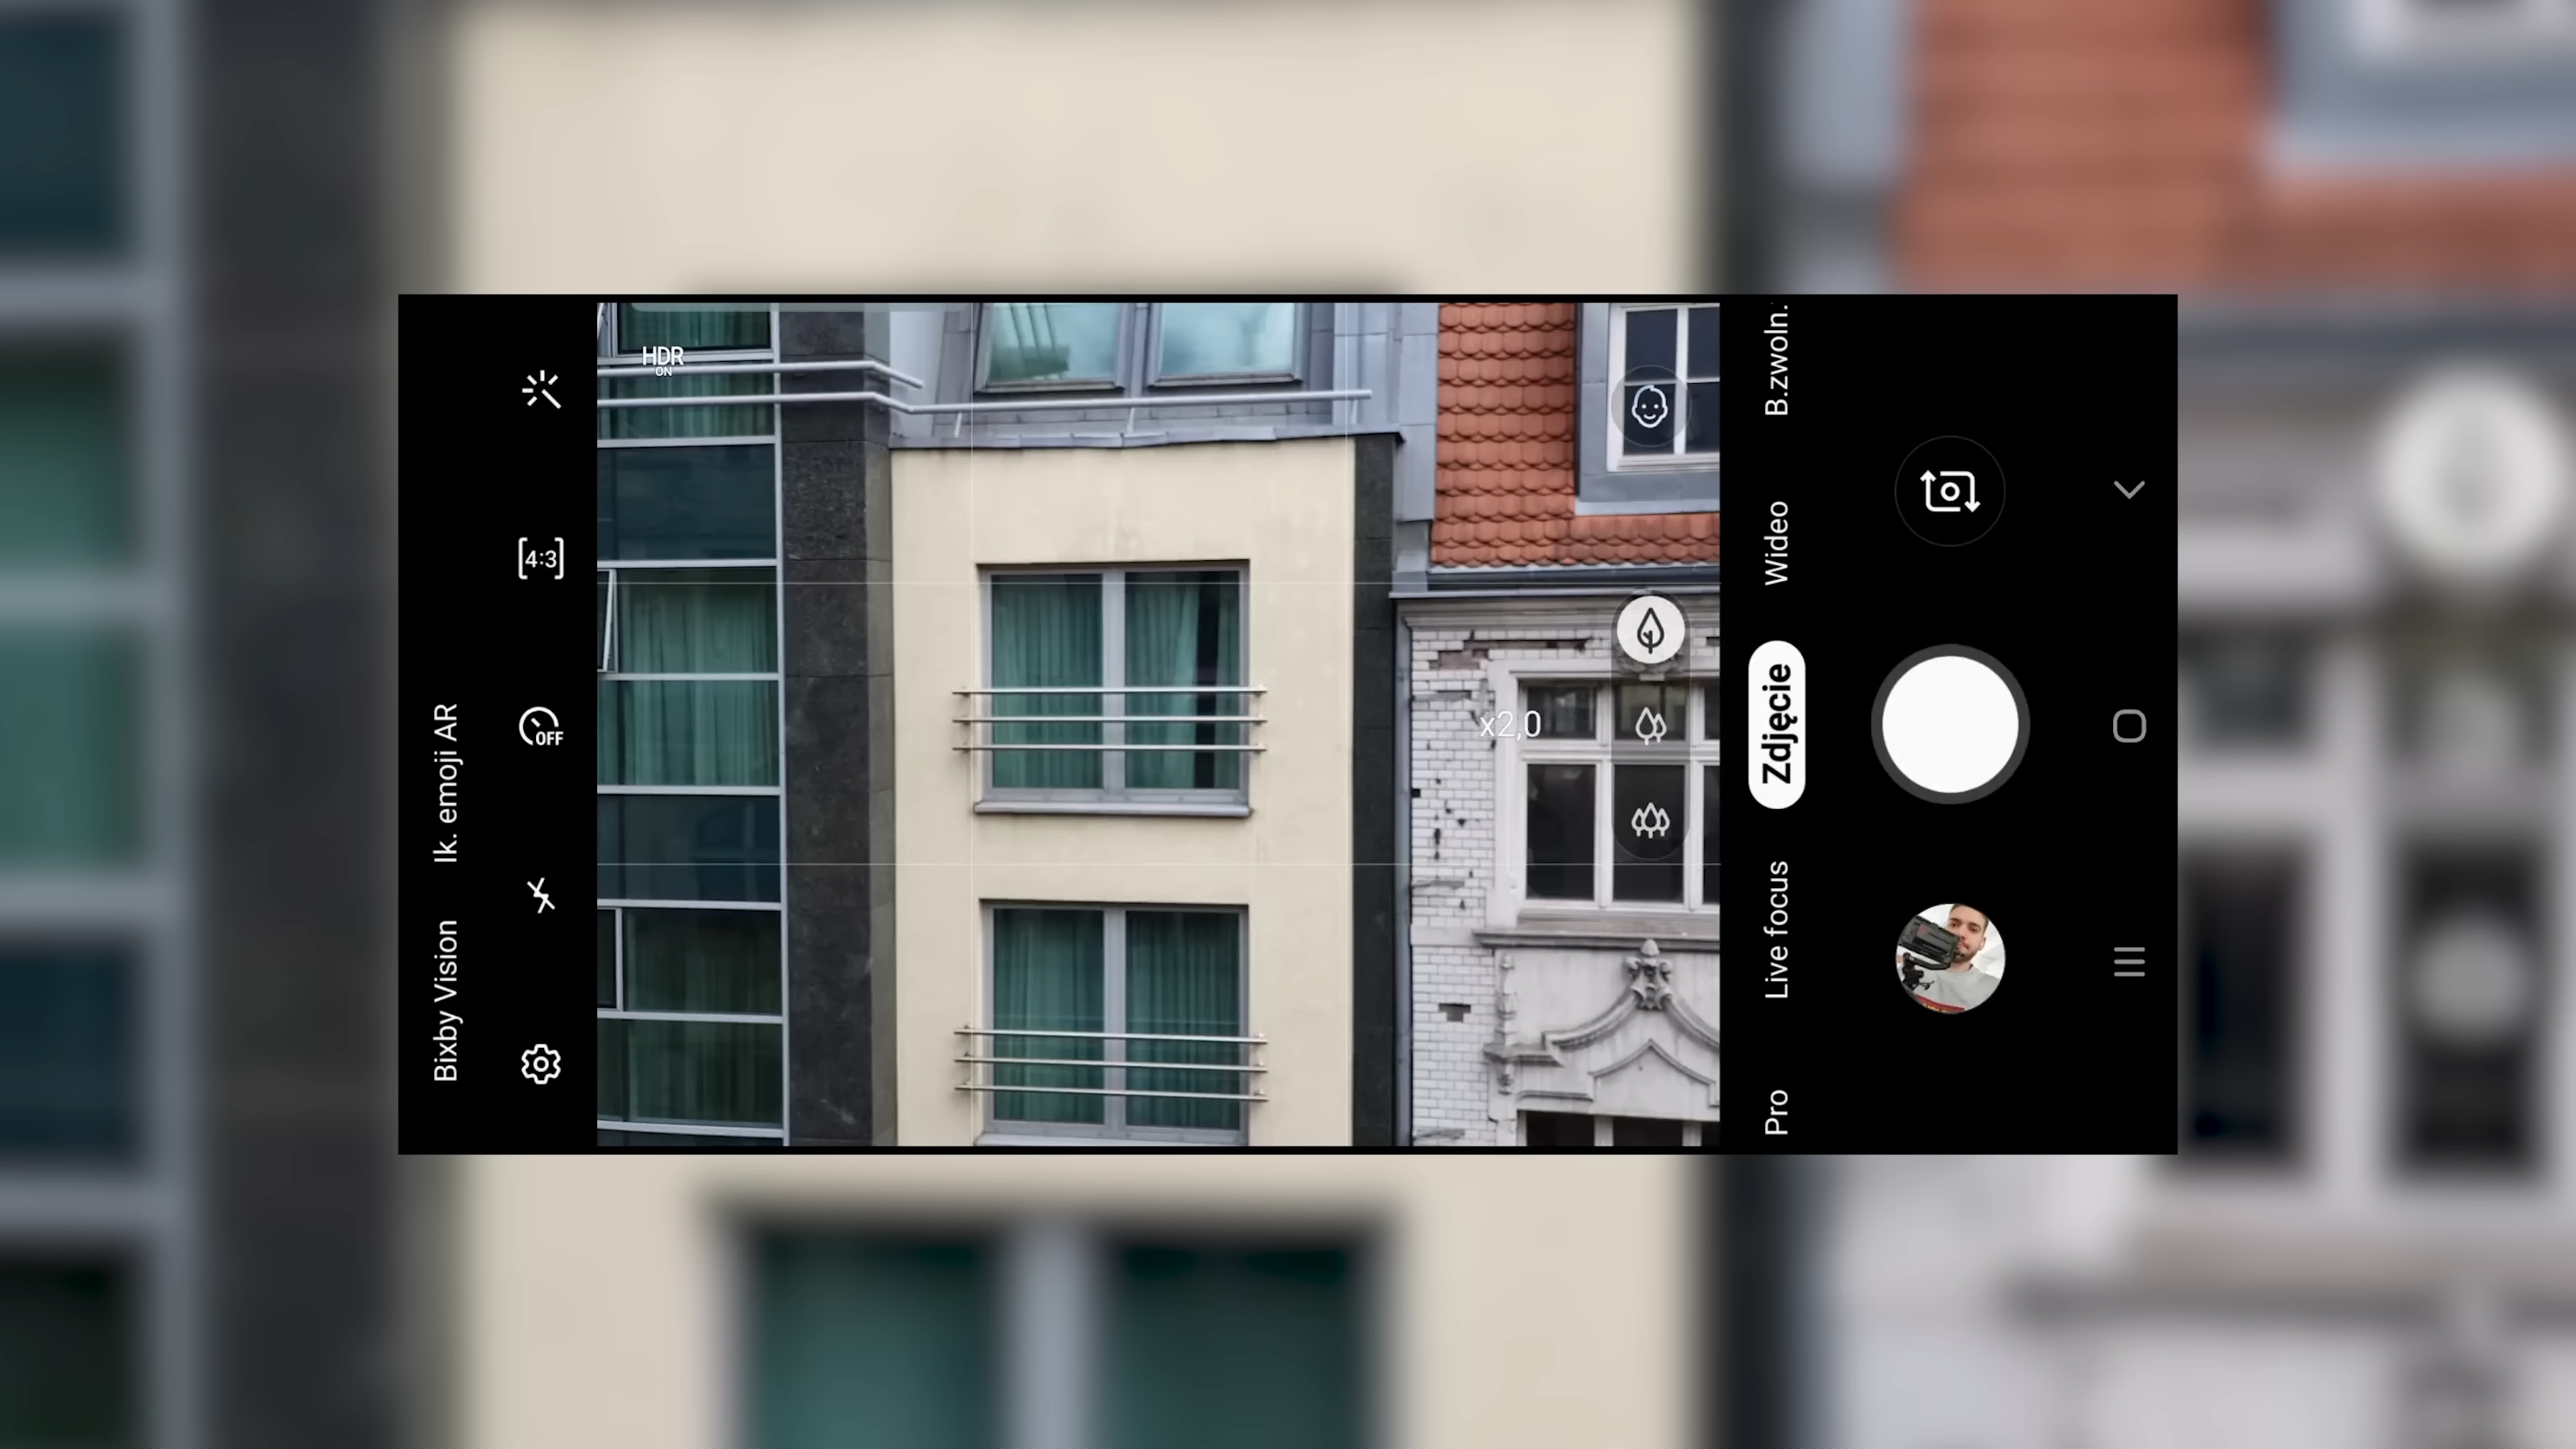 Bixby Vision
Ik. emoji AR
4:3
OFF
HDR
ON
x2,0
Pro
Live focus
Zdjęcie
Wideo
B.zwoln.